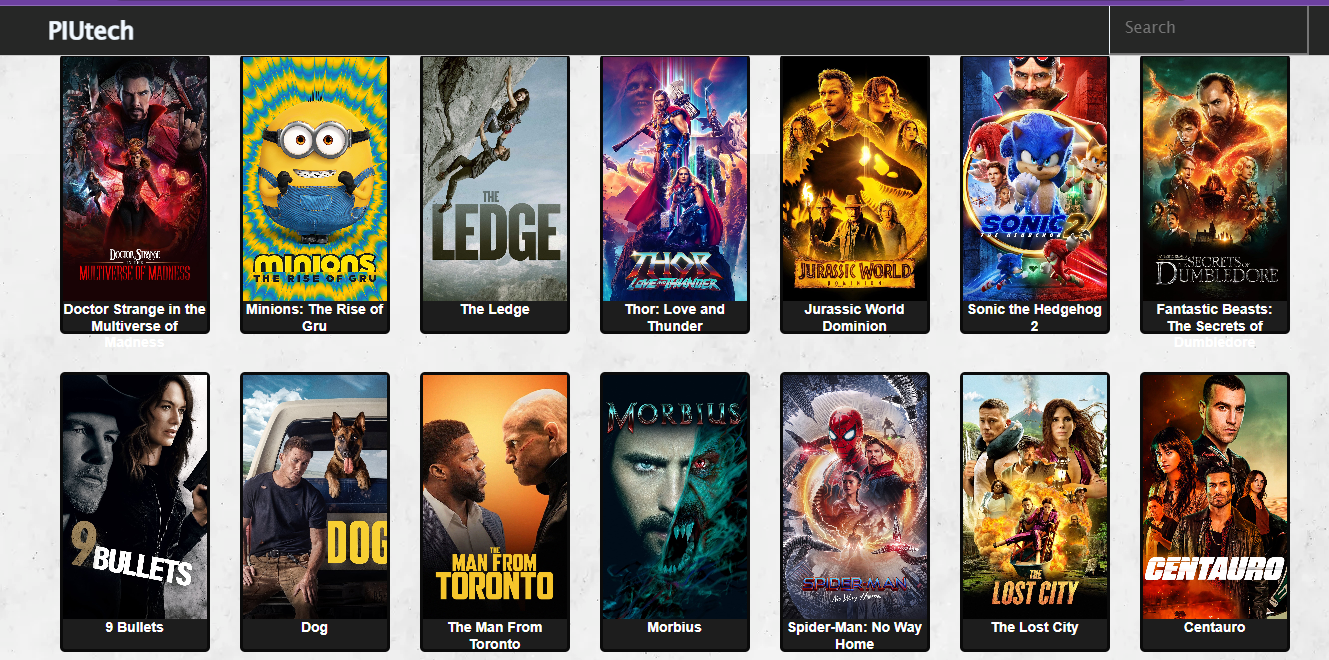 PIUtech
Search
DOCTOR STRANGE
IN THE
MULTIVERSE OF MADNESS
MINIONS
THE RISE OF GRU
THE
LEDGE
THOR
LOVE AND THUNDER
JURASSIC WORLD
DOMINION
SONIC 2
THE HEDGEHOG
SECRETS OF
DUMBLEDORE
Doctor Strange in the
Multiverse of
Madness
Minions: The Rise of
Gru
The Ledge
Thor: Love and
Thunder
Jurassic World
Dominion
Sonic the Hedgehog
2
Fantastic Beasts:
The Secrets of
Dumbledore
9
BULLETS
DOG
THE
MAN FROM
TORONTO
MORBIUS
SPIDER-MAN
No Way Home
THE
LOST CITY
CENTAURO
9 Bullets
Dog
The Man From
Toronto
Morbius
Spider-Man: No Way
Home
The Lost City
Centauro